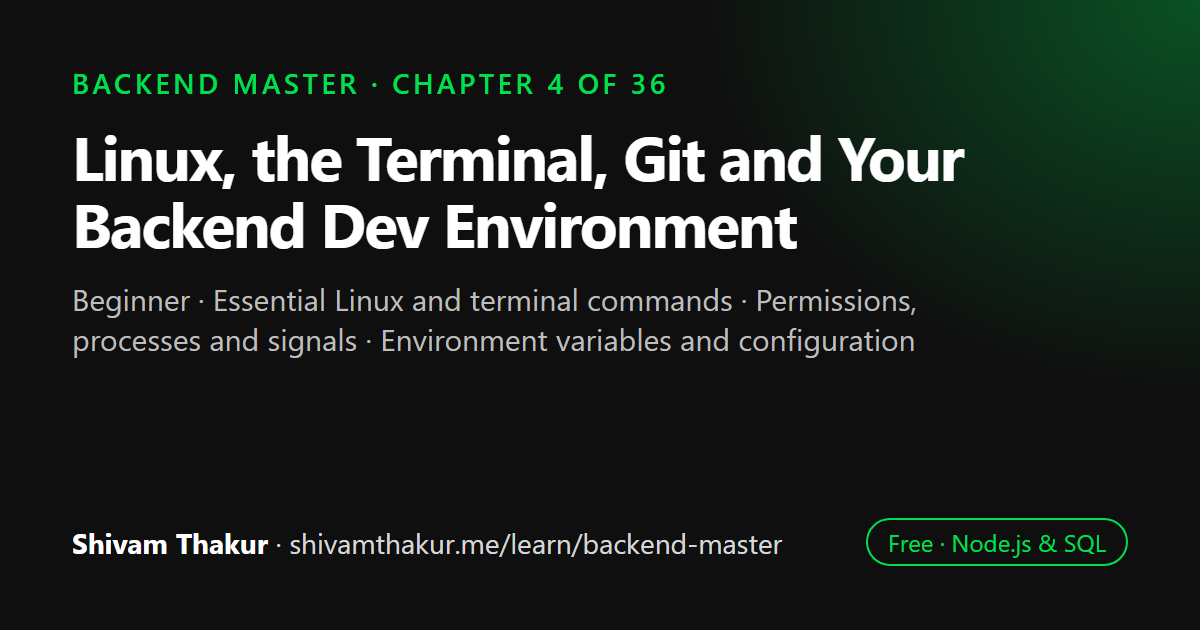 BACKEND MASTER · CHAPTER 4 OF 36
Linux, the Terminal, Git and Your
Backend Dev Environment
Beginner · Essential Linux and terminal commands · Permissions,
processes and signals · Environment variables and configuration
Shivam Thakur · shivamthakur.me/learn/backend-master
Free · Node.js & SQL